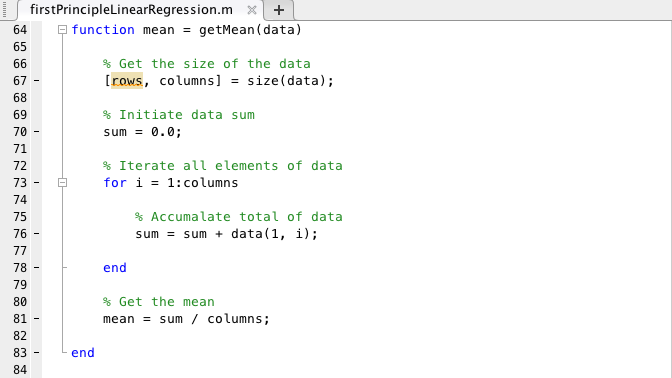 firstPrincipleLinearRegression.m × +
64 function mean = getMean(data)
65
66 % Get the size of the data
67 – [rows, columns] = size(data);
68
69 % Initiate data sum
70 – sum = 0.0;
71
72 % Iterate all elements of data
73 – for i = 1:columns
74
75 % Accumalate total of data
76 – sum = sum + data(1, i);
77
78 – end
79
80 % Get the mean
81 – mean = sum / columns;
82
83 – end
84